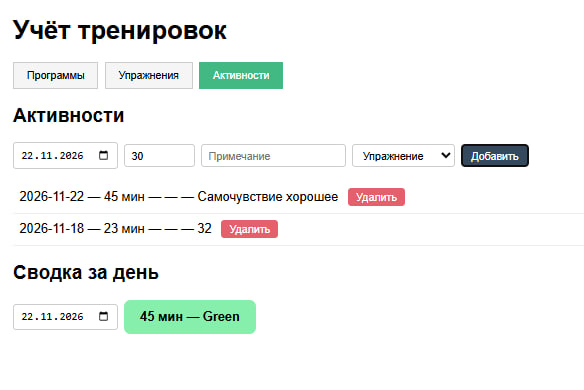 Учёт тренировок
Программы Упражнения Активности
Активности
22.11.2026 30 Примечание Упражнение Добавить
2026-11-22 — 45 мин — — — Самочувствие хорошее Удалить
2026-11-18 — 23 мин — — — 32 Удалить
Сводка за день
22.11.2026 45 мин — Green